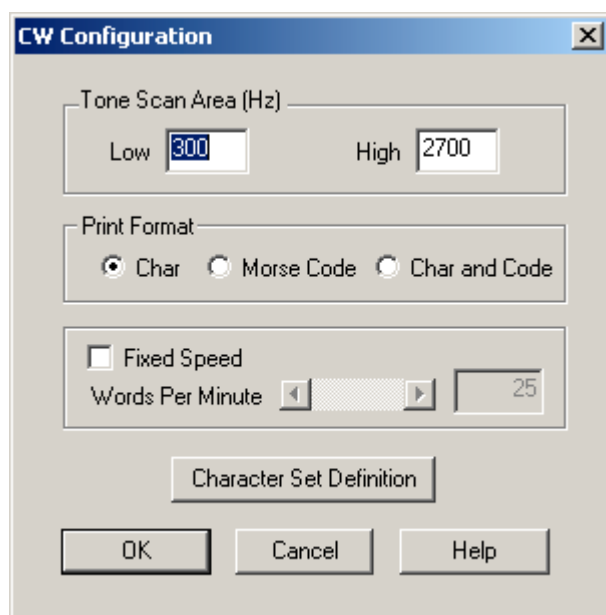 CW Configuration
Tone Scan Area (Hz)
Low 300 High 2700
Print Format
Char Morse Code Char and Code
Fixed Speed
Words Per Minute 25
Character Set Definition
OK Cancel Help